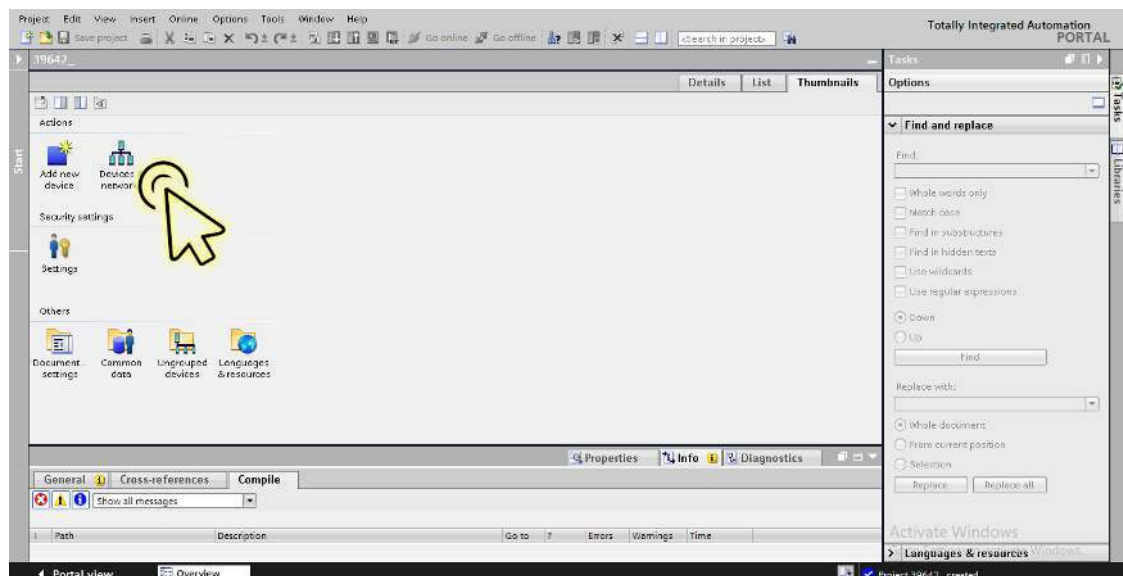 Project Edit View Insert Online Options Tools Window Help
Totally Integrated Automation
PORTAL
Save project
Go online
Go offline
<Search in project>
39647_
Tasks
Details List Thumbnails
Options
Actions
Find and replace
Add new device
Devices
networ
Find:
Whole words only
Match case
Find in substructures
Find in hidden texts
Use wildcards
Use regular expressions
Down
Up
Find
Security settings
Settings
Others
Document settings
Common data
Ungrouped devices
Languages & resources
Replace with:
Whole document
From current position
Selection
Replace Replace all
Properties Info Diagnostics
General Cross-references Compile
Show all messages
! Path Description Go to ? Errors Warnings Time
Activate Windows
Languages & resources
Portal view Overview
Project 39647_ created.
Start
Tasks
Libraries